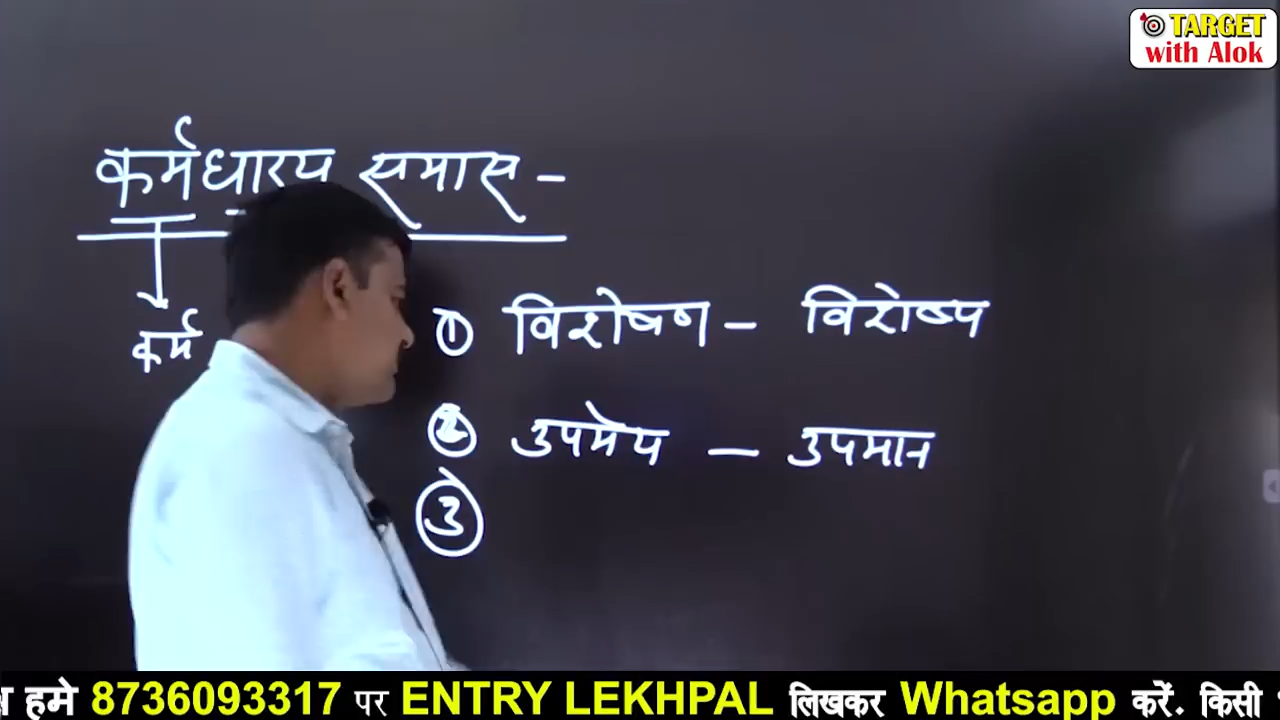 TARGET
with Alok
कर्मधारय समास -
कर्म
① विशेषण - विशेष्य
② उपमेय - उपमान
③
हमे 8736093317 पर ENTRY LEKHPAL लिखकर Whatsapp करें. किसी